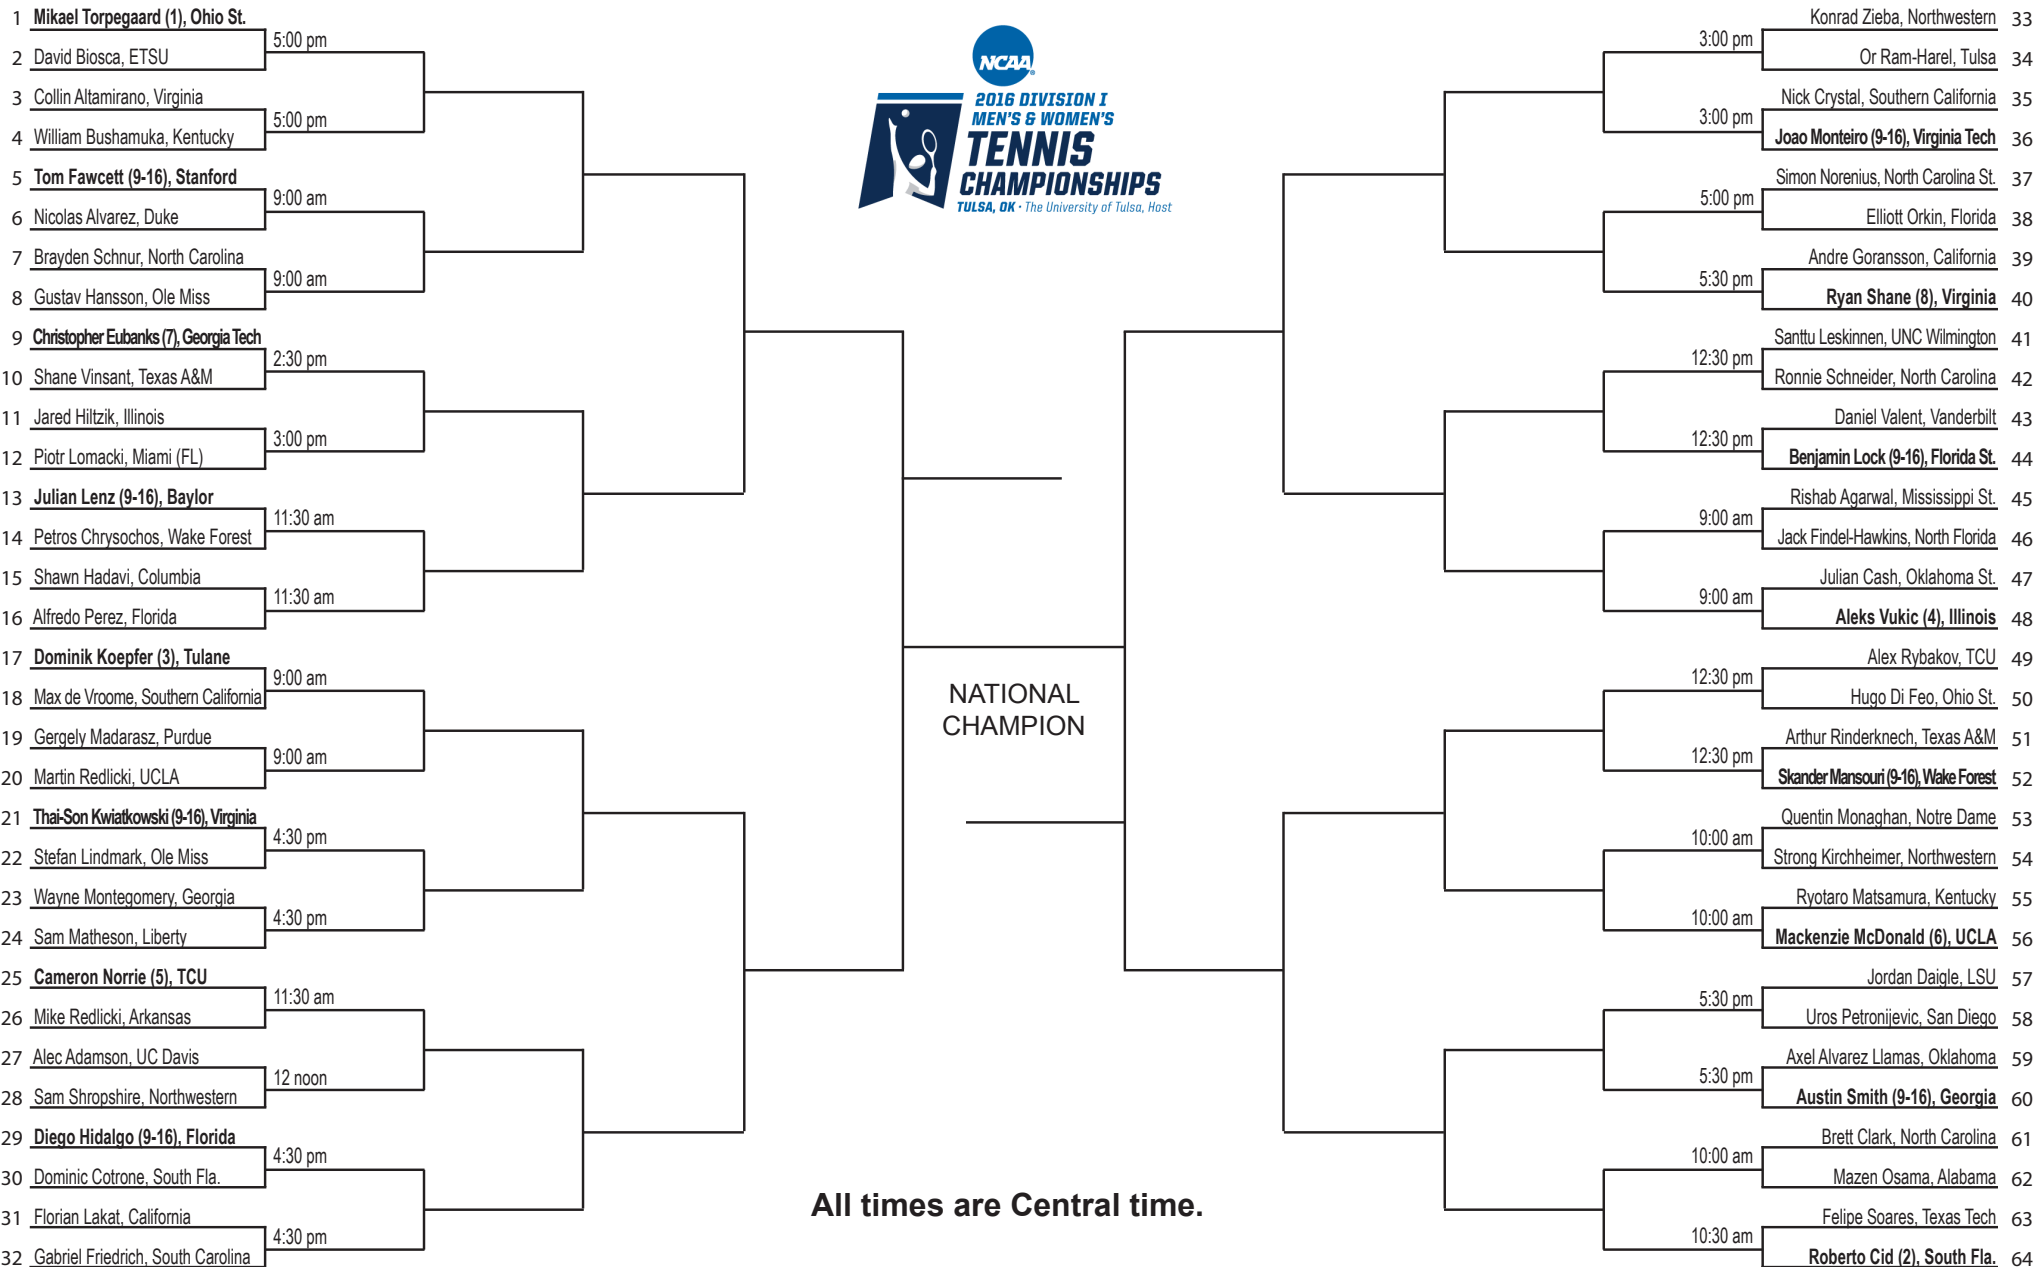 1 Mikael Torpegaard (1), Ohio St.
5:00 pm
2 David Biosca, ETSU
3 Collin Altamirano, Virginia
5:00 pm
4 William Bushamuka, Kentucky
5 Tom Fawcett (9-16), Stanford
9:00 am
6 Nicolas Alvarez, Duke
7 Brayden Schnur, North Carolina
9:00 am
8 Gustav Hansson, Ole Miss
9 Christopher Eubanks (7), Georgia Tech
2:30 pm
10 Shane Vinsant, Texas A&M
11 Jared Hiltzik, Illinois
3:00 pm
12 Piotr Lomacki, Miami (FL)
13 Julian Lenz (9-16), Baylor
11:30 am
14 Petros Chrysochos, Wake Forest
15 Shawn Hadavi, Columbia
11:30 am
16 Alfredo Perez, Florida
17 Dominik Koepfer (3), Tulane
9:00 am
18 Max de Vroome, Southern California
19 Gergely Madarasz, Purdue
9:00 am
20 Martin Redlicki, UCLA
21 Thai-Son Kwiatkowski (9-16), Virginia
4:30 pm
22 Stefan Lindmark, Ole Miss
23 Wayne Montegomery, Georgia
4:30 pm
24 Sam Matheson, Liberty
25 Cameron Norrie (5), TCU
11:30 am
26 Mike Redlicki, Arkansas
27 Alec Adamson, UC Davis
12 noon
28 Sam Shropshire, Northwestern
29 Diego Hidalgo (9-16), Florida
4:30 pm
30 Dominic Cotrone, South Fla.
31 Florian Lakat, California
4:30 pm
32 Gabriel Friedrich, South Carolina
NCAA
2016 DIVISION I
MEN'S & WOMEN'S
TENNIS
CHAMPIONSHIPS
TULSA, OK · The University of Tulsa, Host
NATIONAL
CHAMPION
All times are Central time.
Konrad Zieba, Northwestern 33
3:00 pm
Or Ram-Harel, Tulsa 34
Nick Crystal, Southern California 35
3:00 pm
Joao Monteiro (9-16), Virginia Tech 36
Simon Norenius, North Carolina St. 37
5:00 pm
Elliott Orkin, Florida 38
Andre Goransson, California 39
5:30 pm
Ryan Shane (8), Virginia 40
Santtu Leskinnen, UNC Wilmington 41
12:30 pm
Ronnie Schneider, North Carolina 42
Daniel Valent, Vanderbilt 43
12:30 pm
Benjamin Lock (9-16), Florida St. 44
Rishab Agarwal, Mississippi St. 45
9:00 am
Jack Findel-Hawkins, North Florida 46
Julian Cash, Oklahoma St. 47
9:00 am
Aleks Vukic (4), Illinois 48
Alex Rybakov, TCU 49
12:30 pm
Hugo Di Feo, Ohio St. 50
Arthur Rinderknech, Texas A&M 51
12:30 pm
Skander Mansouri (9-16), Wake Forest 52
Quentin Monaghan, Notre Dame 53
10:00 am
Strong Kirchheimer, Northwestern 54
Ryotaro Matsamura, Kentucky 55
10:00 am
Mackenzie McDonald (6), UCLA 56
Jordan Daigle, LSU 57
5:30 pm
Uros Petronijevic, San Diego 58
Axel Alvarez Llamas, Oklahoma 59
5:30 pm
Austin Smith (9-16), Georgia 60
Brett Clark, North Carolina 61
10:00 am
Mazen Osama, Alabama 62
Felipe Soares, Texas Tech 63
10:30 am
Roberto Cid (2), South Fla. 64